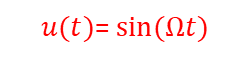 u(t)= sin(Ωt)